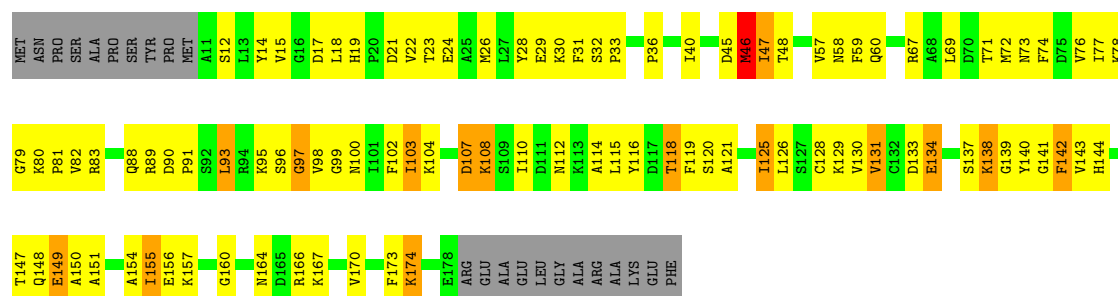 MET ASN PRO SER ALA PRO SER TYR PRO MET A11 S12 L13 Y14 V15 G16 D17 L18 H19 P20 D21 V22 T23 E24 A25 M26 L27 Y28 E29 K30 F31 S32 P33 P36 I40 D45 M46 I47 T48 V57 N58 F59 Q60 R67 A68 L69 D70 T71 M72 N73 F74 D75 V76 I77 K78
G79 K80 P81 V82 R83 Q88 R89 D90 P91 S92 L93 R94 K95 S96 G97 V98 G99 N100 I101 F102 I103 K104 D107 K108 S109 I110 D111 N112 K113 A114 L115 Y116 D117 T118 F119 S120 A121 I125 L126 S127 C128 K129 V130 V131 C132 D133 E134 S137 K138 G139 Y140 G141 F142 V143 H144
T147 Q148 E149 A150 A151 A154 I155 E156 K157 G160 N164 D165 R166 K167 V170 F173 K174 E178 ARG GLU ALA GLU LEU GLY ALA ARG ALA LYS GLU PHE